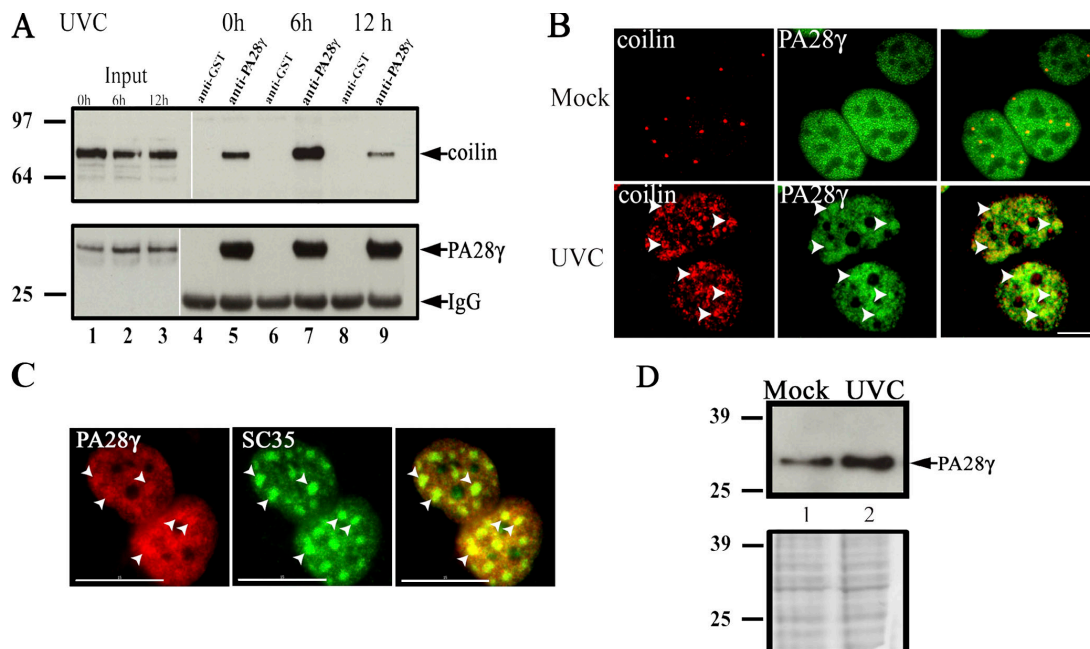 A
UVC
0h
6h
12 h
Input
0h
6h
12h
anti-GST
anti-PA28γ
anti-GST
anti-PA28γ
anti-GST
anti-PA28γ
97
64
coilin
PA28γ
25
IgG
1 2 3 4 5 6 7 8 9
B
coilin
PA28γ
Mock
coilin
PA28γ
UVC
C
PA28γ
SC35
D
Mock UVC
39
PA28γ
25
1 2
39
25